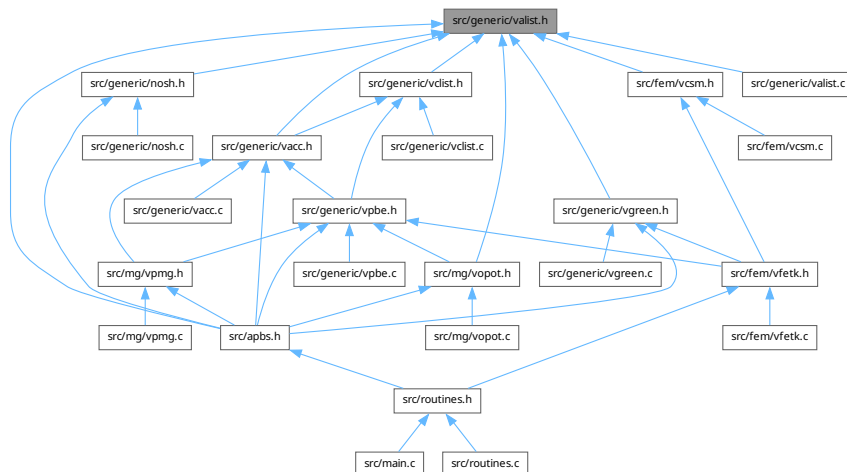 src/generic/valist.h
src/generic/nosh.h
src/generic/vclist.h
src/fem/vcsm.h
src/generic/valist.c
src/generic/nosh.c
src/generic/vacc.h
src/generic/vclist.c
src/fem/vcsm.c
src/generic/vacc.c
src/generic/vpbe.h
src/generic/vgreen.h
src/mg/vpmg.h
src/generic/vpbe.c
src/mg/vopot.h
src/generic/vgreen.c
src/fem/vfetk.h
src/mg/vpmg.c
src/apbs.h
src/mg/vopot.c
src/fem/vfetk.c
src/routines.h
src/main.c
src/routines.c